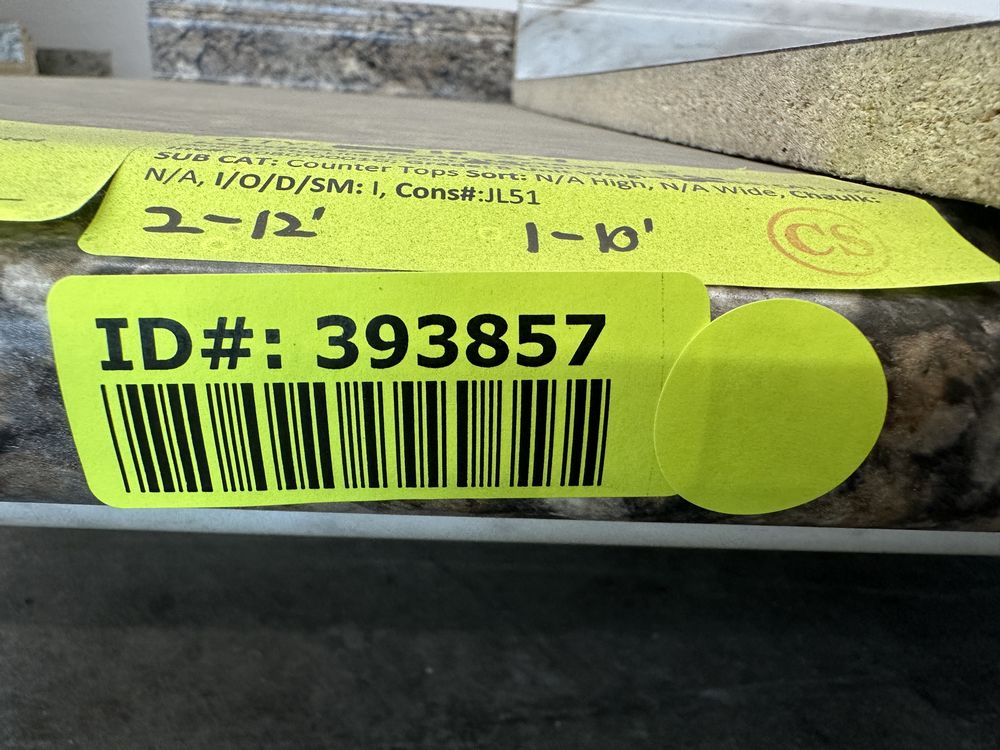 SUB CAT: Counter Tops Sort: N/A High, N/A Wide, Chaulk:
N/A, I/O/D/SM: I, Cons#:JL51
2-12' 1-10' CS
ID#: 393857